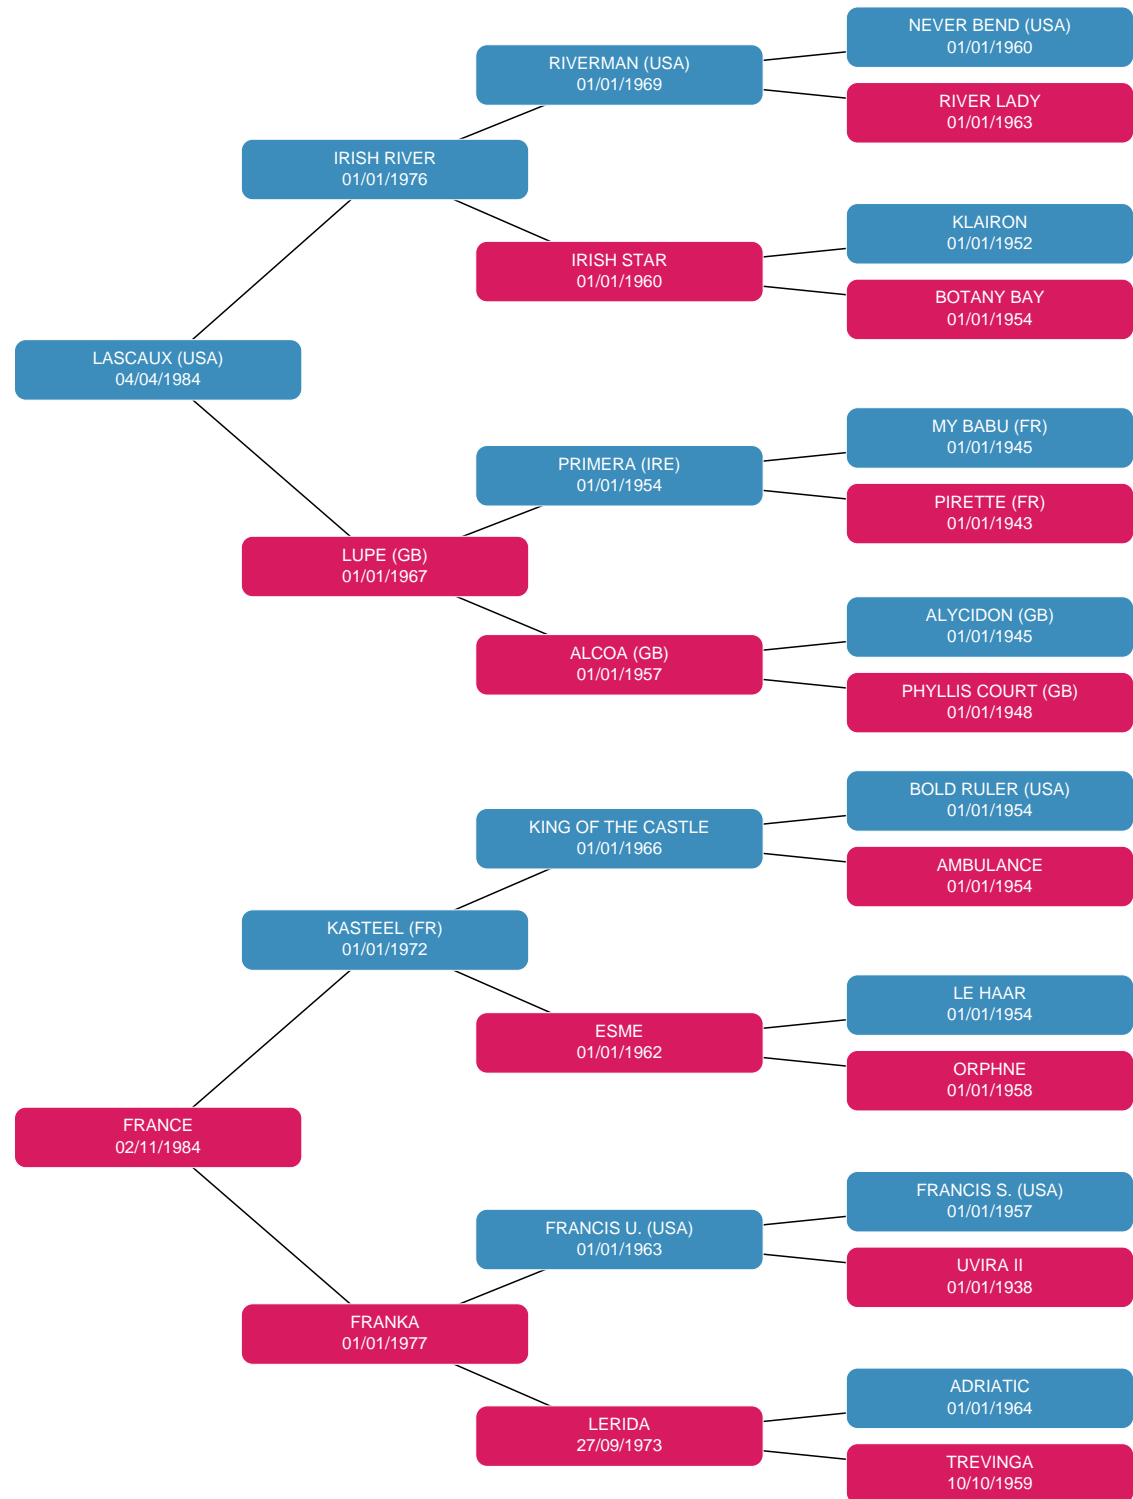 NEVER BEND (USA)
01/01/1960
RIVERMAN (USA)
01/01/1969
RIVER LADY
01/01/1963
IRISH RIVER
01/01/1976
KLAIRON
01/01/1952
IRISH STAR
01/01/1960
BOTANY BAY
01/01/1954
LASCAUX (USA)
04/04/1984
MY BABU (FR)
01/01/1945
PRIMERA (IRE)
01/01/1954
PIRETTE (FR)
01/01/1943
LUPE (GB)
01/01/1967
ALYCIDON (GB)
01/01/1945
ALCOA (GB)
01/01/1957
PHYLLIS COURT (GB)
01/01/1948
BOLD RULER (USA)
01/01/1954
KING OF THE CASTLE
01/01/1966
AMBULANCE
01/01/1954
KASTEEL (FR)
01/01/1972
LE HAAR
01/01/1954
ESME
01/01/1962
ORPHNE
01/01/1958
FRANCE
02/11/1984
FRANCIS S. (USA)
01/01/1957
FRANCIS U. (USA)
01/01/1963
UVIRA II
01/01/1938
FRANKA
01/01/1977
ADRIATIC
01/01/1964
LERIDA
27/09/1973
TREVINGA
10/10/1959